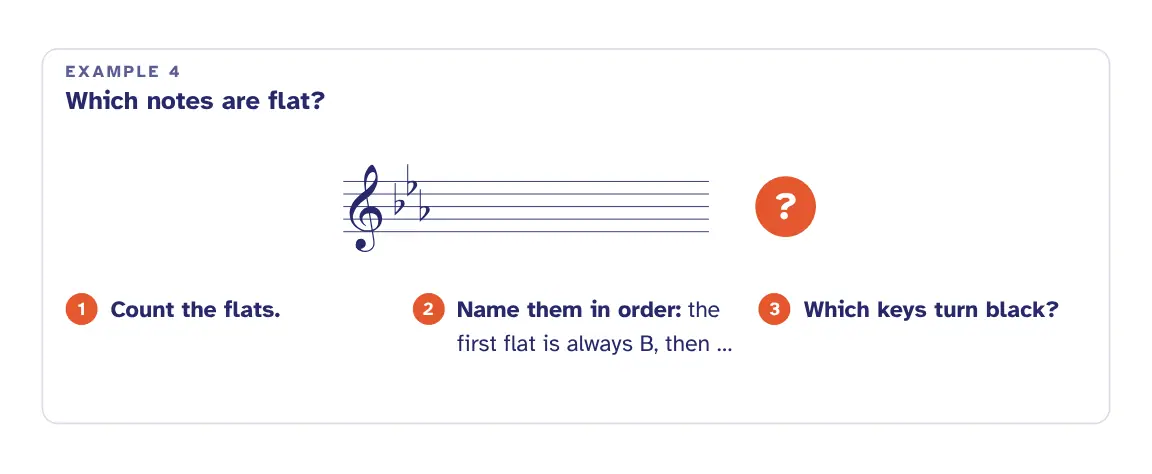 EXAMPLE 4
Which notes are flat?
?
1 Count the flats.
2 Name them in order: the
first flat is always B, then ...
3 Which keys turn black?